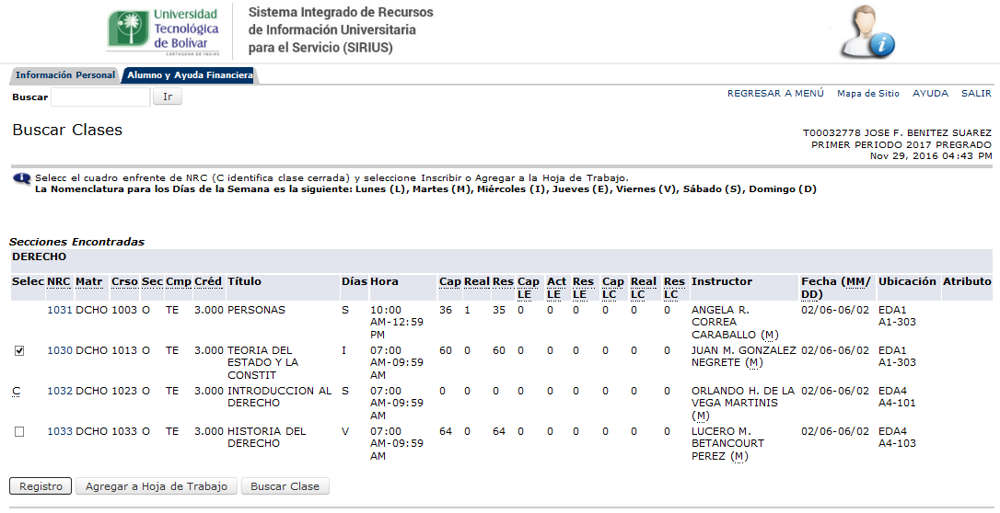 Universidad
Tecnológica
de Bolívar
CARTAGENA DE INDIAS
Sistema Integrado de Recursos
de Información Universitaria
para el Servicio (SIRIUS)
Información Personal Alumno y Ayuda Financiera
Buscar Ir
REGRESAR A MENÚ Mapa de Sitio AYUDA SALIR
Buscar Clases
T00032778 JOSE F. BENITEZ SUAREZ
PRIMER PERIODO 2017 PREGRADO
Nov 29, 2016 04:43 PM
Selecc el cuadro enfrente de NRC (C identifica clase cerrada) y seleccione Inscribir o Agregar a la Hoja de Trabajo.
La Nomenclatura para los Días de la Semana es la siguiente: Lunes (L), Martes (M), Miércoles (I), Jueves (E), Viernes (V), Sábado (S), Domingo (D)
Secciones Encontradas
DERECHO
Selec NRC Matr Crso Sec Cmp Créd Título Días Hora Cap Real Res Cap LE Act LE Res LE Cap LC Real LC Res LC Instructor Fecha (MM/DD) Ubicación Atributo
1031 DCHO 1003 O TE 3.000 PERSONAS S 10:00 AM-12:59 PM 36 1 35 0 0 0 0 0 0 ANGELA R. CORREA CARABALLO (M) 02/06-06/02 EDA1 A1-303
1030 DCHO 1013 O TE 3.000 TEORIA DEL ESTADO Y LA CONSTIT I 07:00 AM-09:59 AM 60 0 60 0 0 0 0 0 0 JUAN M. GONZALEZ NEGRETE (M) 02/06-06/02 EDA1 A1-303
C 1032 DCHO 1023 O TE 3.000 INTRODUCCION AL DERECHO S 07:00 AM-09:59 AM 0 0 0 0 0 0 0 0 0 ORLANDO H. DE LA VEGA MARTINIS (M) 02/06-06/02 EDA4 A4-101
1033 DCHO 1033 O TE 3.000 HISTORIA DEL DERECHO V 07:00 AM-09:59 AM 64 0 64 0 0 0 0 0 0 LUCERO M. BETANCOURT PEREZ (M) 02/06-06/02 EDA4 A4-103
Registro Agregar a Hoja de Trabajo Buscar Clase